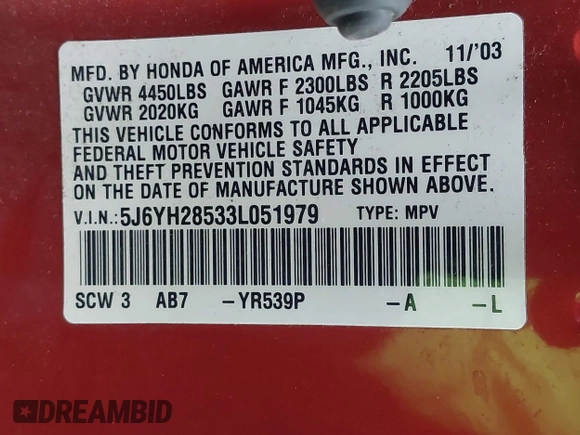 MFD. BY HONDA OF AMERICA MFG., INC. 11/'03
GVWR 4450LBS GAWR F 2300LBS R 2205LBS
GVWR 2020KG GAWR F 1045KG R 1000KG
THIS VEHICLE CONFORMS TO ALL APPLICABLE
FEDERAL MOTOR VEHICLE SAFETY
AND THEFT PREVENTION STANDARDS IN EFFECT
ON THE DATE OF MANUFACTURE SHOWN ABOVE.
V.I.N.:5J6YH28533L051979 TYPE: MPV
SCW 3 AB7 -YR539P -A -L
DREAMBID